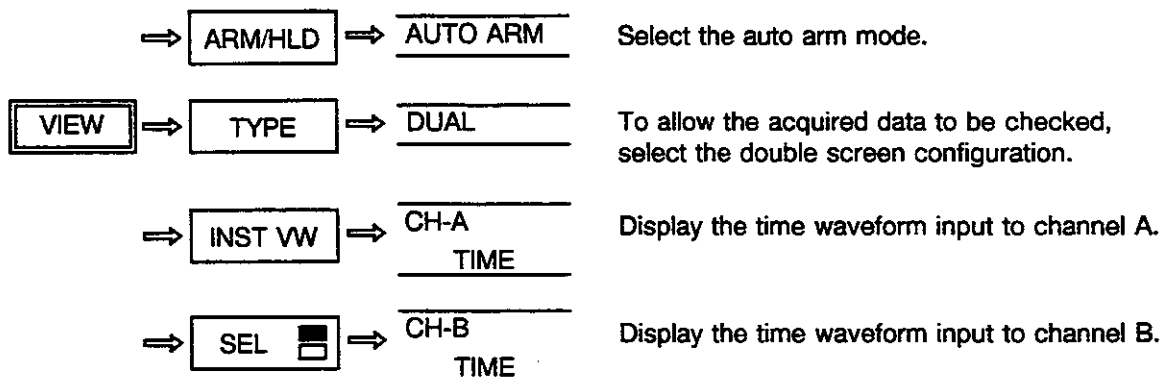 ARM/HLD AUTO ARM Select the auto arm mode.
VIEW TYPE DUAL To allow the acquired data to be checked,
select the double screen configuration.
INST VW CH-A Display the time waveform input to channel A.
TIME
SEL CH-B Display the time waveform input to channel B.
TIME